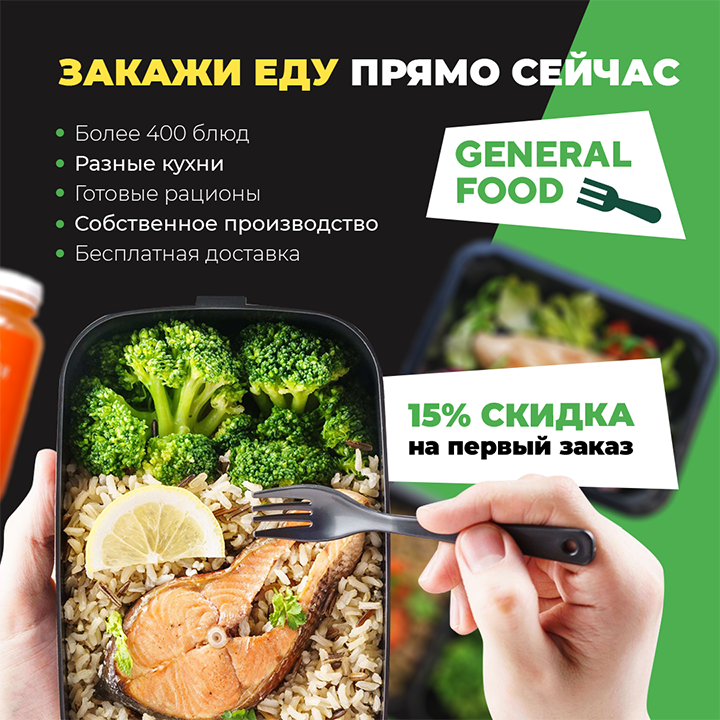 ЗАКАЖИ ЕДУ ПРЯМО СЕЙЧАС
Более 400 блюд
Разные кухни
Готовые рационы
Собственное производство
Бесплатная доставка
GENERAL
FOOD
15% СКИДКА
на первый заказ